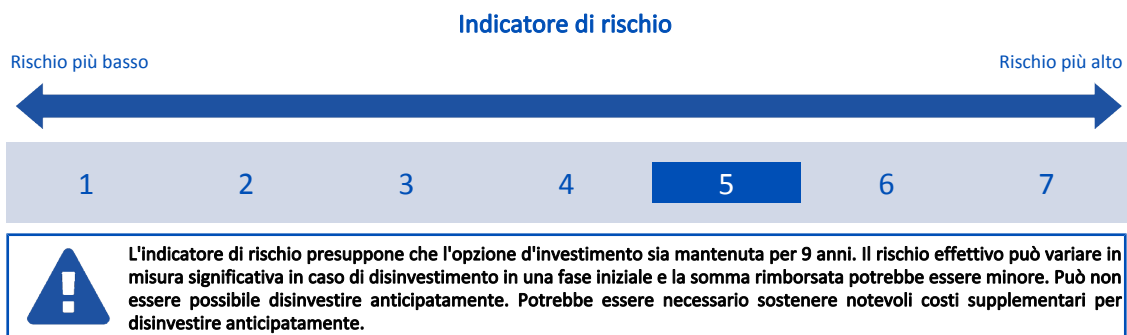 Indicatore di rischio
Rischio più basso Rischio più alto
1 2 3 4 5 6 7
L'indicatore di rischio presuppone che l'opzione d'investimento sia mantenuta per 9 anni. Il rischio effettivo può variare in
misura significativa in caso di disinvestimento in una fase iniziale e la somma rimborsata potrebbe essere minore. Può non
essere possibile disinvestire anticipatamente. Potrebbe essere necessario sostenere notevoli costi supplementari per
disinvestire anticipatamente.